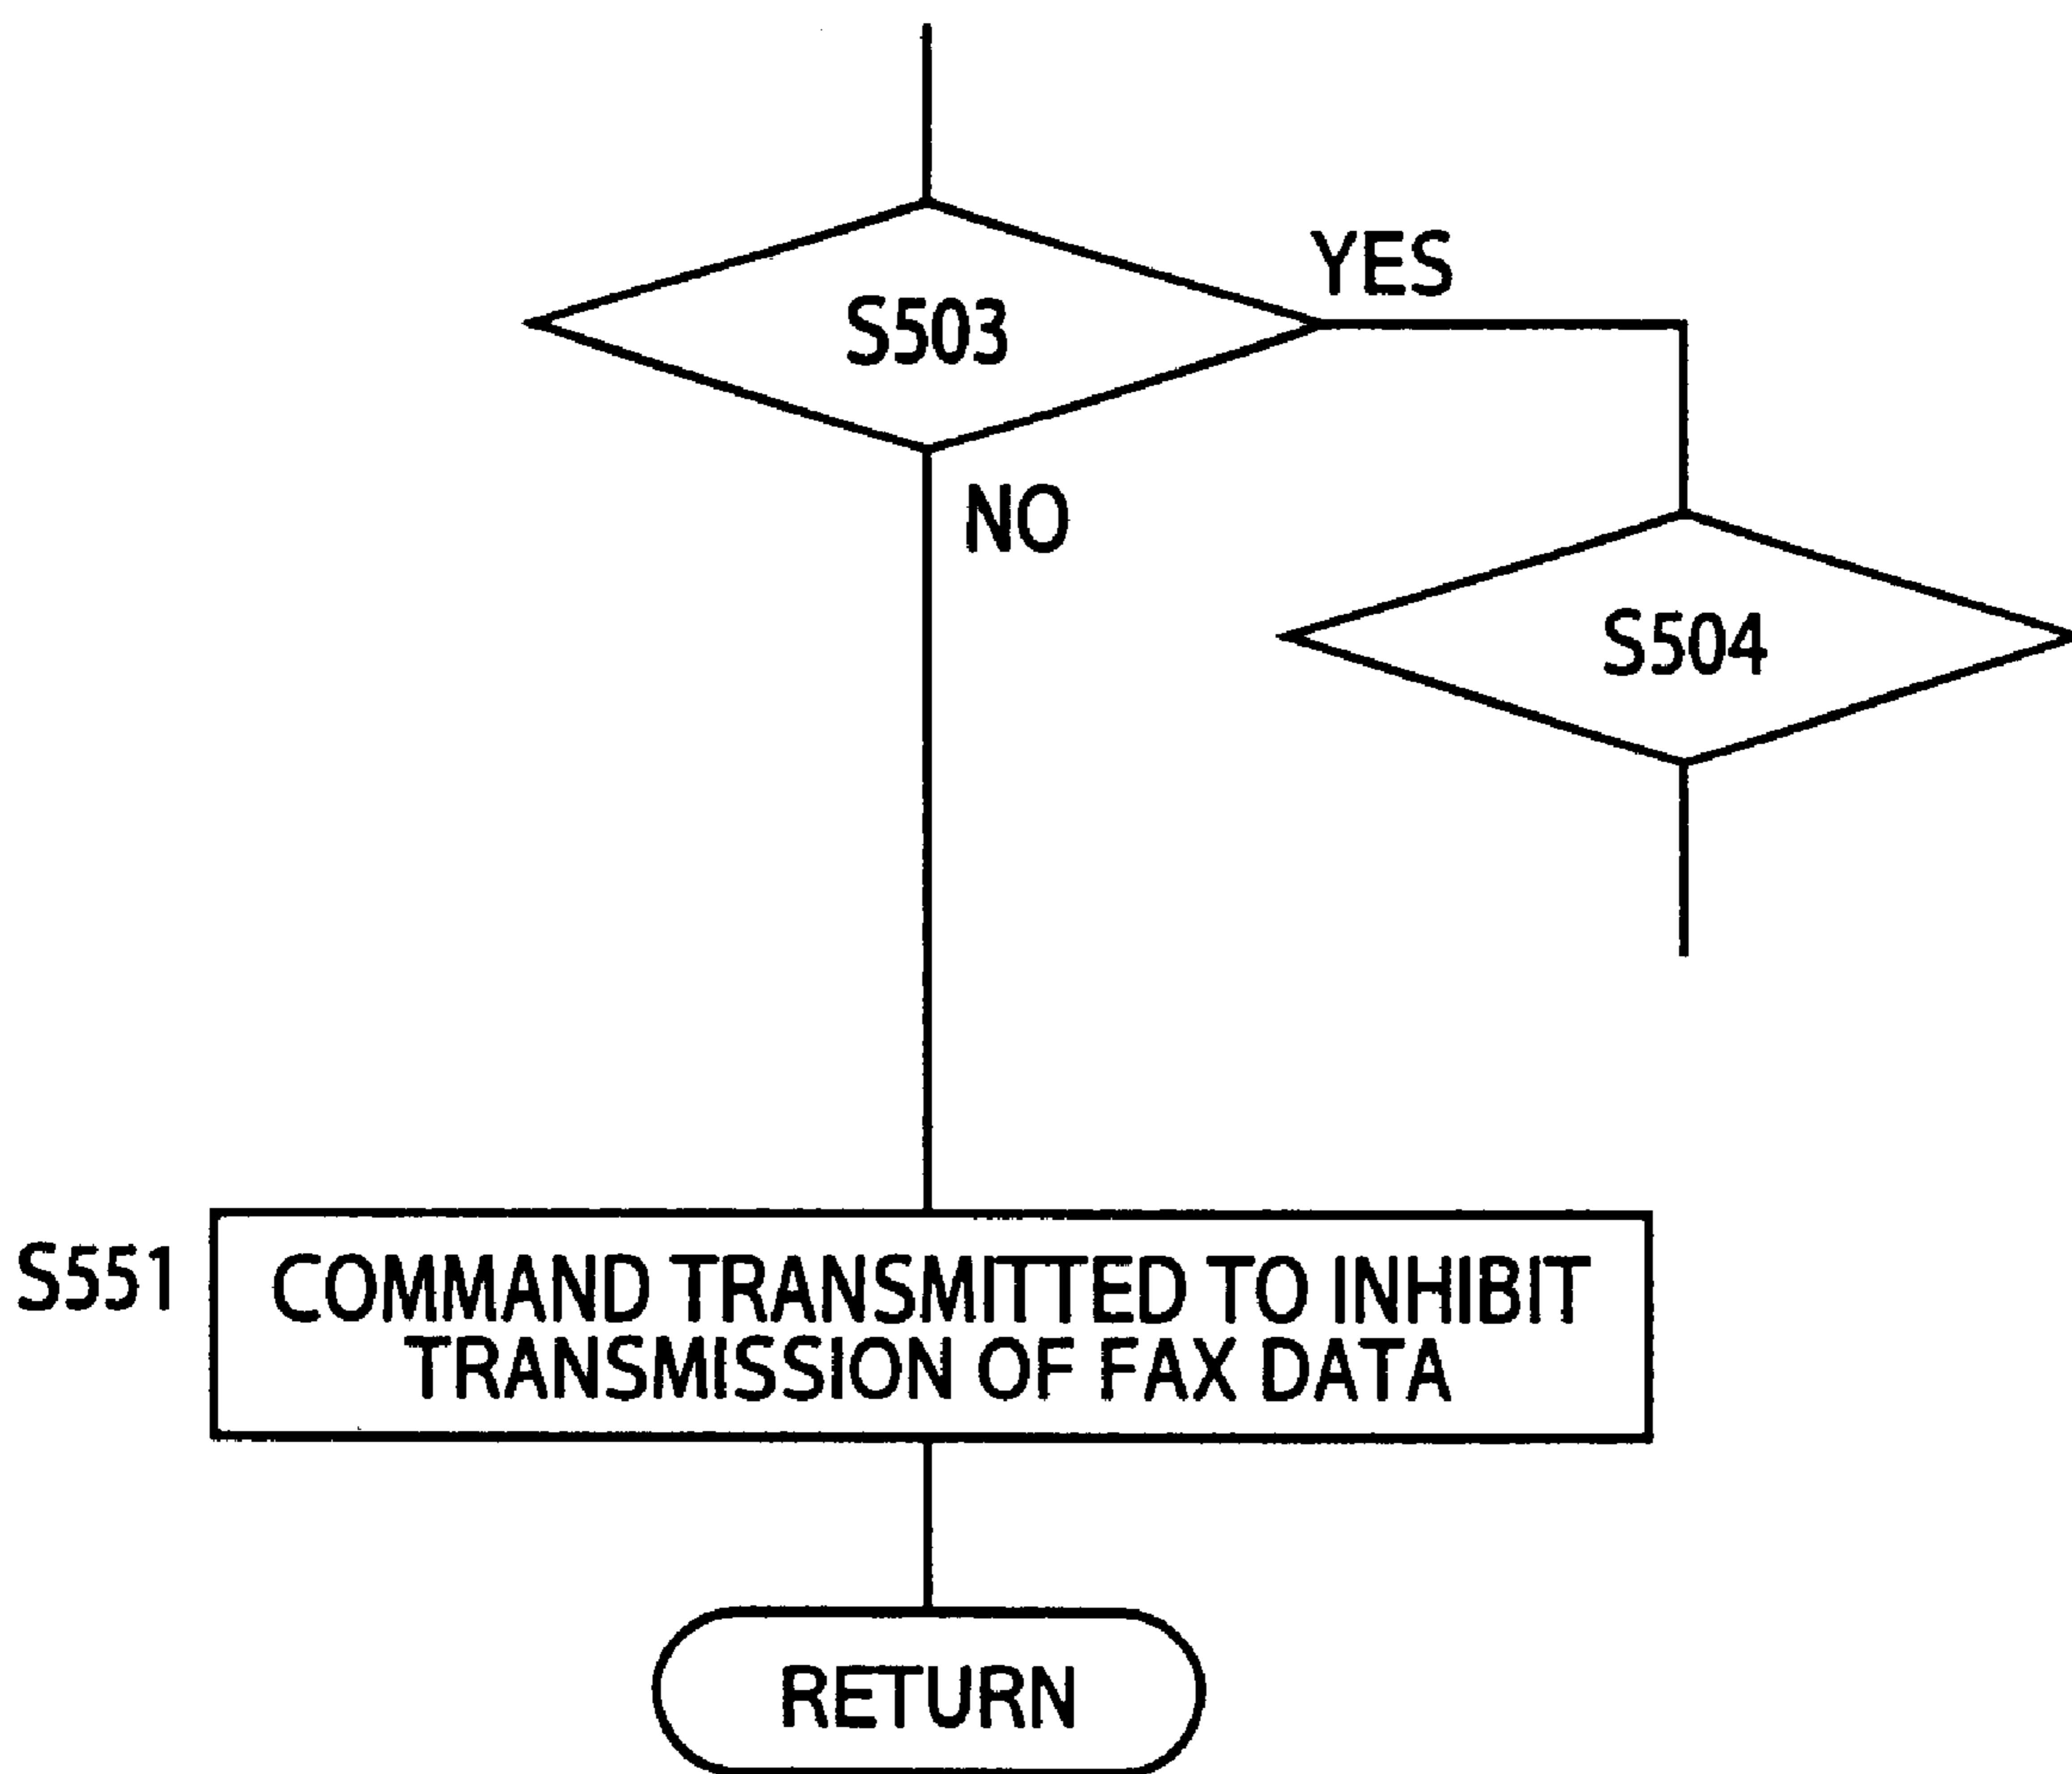 YES
S503
NO
S504
S551
COMMAND TRANSMITTED TO INHIBIT
TRANSMISSION OF FAX DATA
RETURN